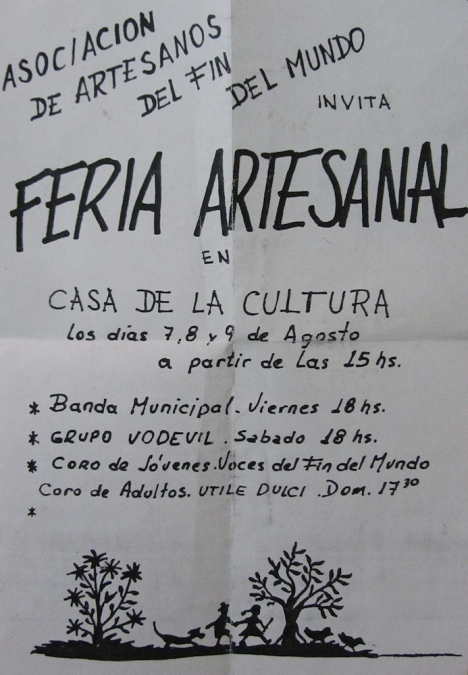 ASOCIACION
DE ARTESANOS
DEL FIN DEL MUNDO
INVITA
FERIA ARTESANAL
EN
CASA DE LA CULTURA
los días 7, 8 y 9 de Agosto
a partir de las 15 hs.
* Banda Municipal. Viernes 18 hs.
* GRUPO VODEVIL. Sabado 18 hs.
* CORO de Jóvenes. Voces del Fin del Mundo
Coro de Adultos. UTILE DULCI. Dom. 17³⁰
*